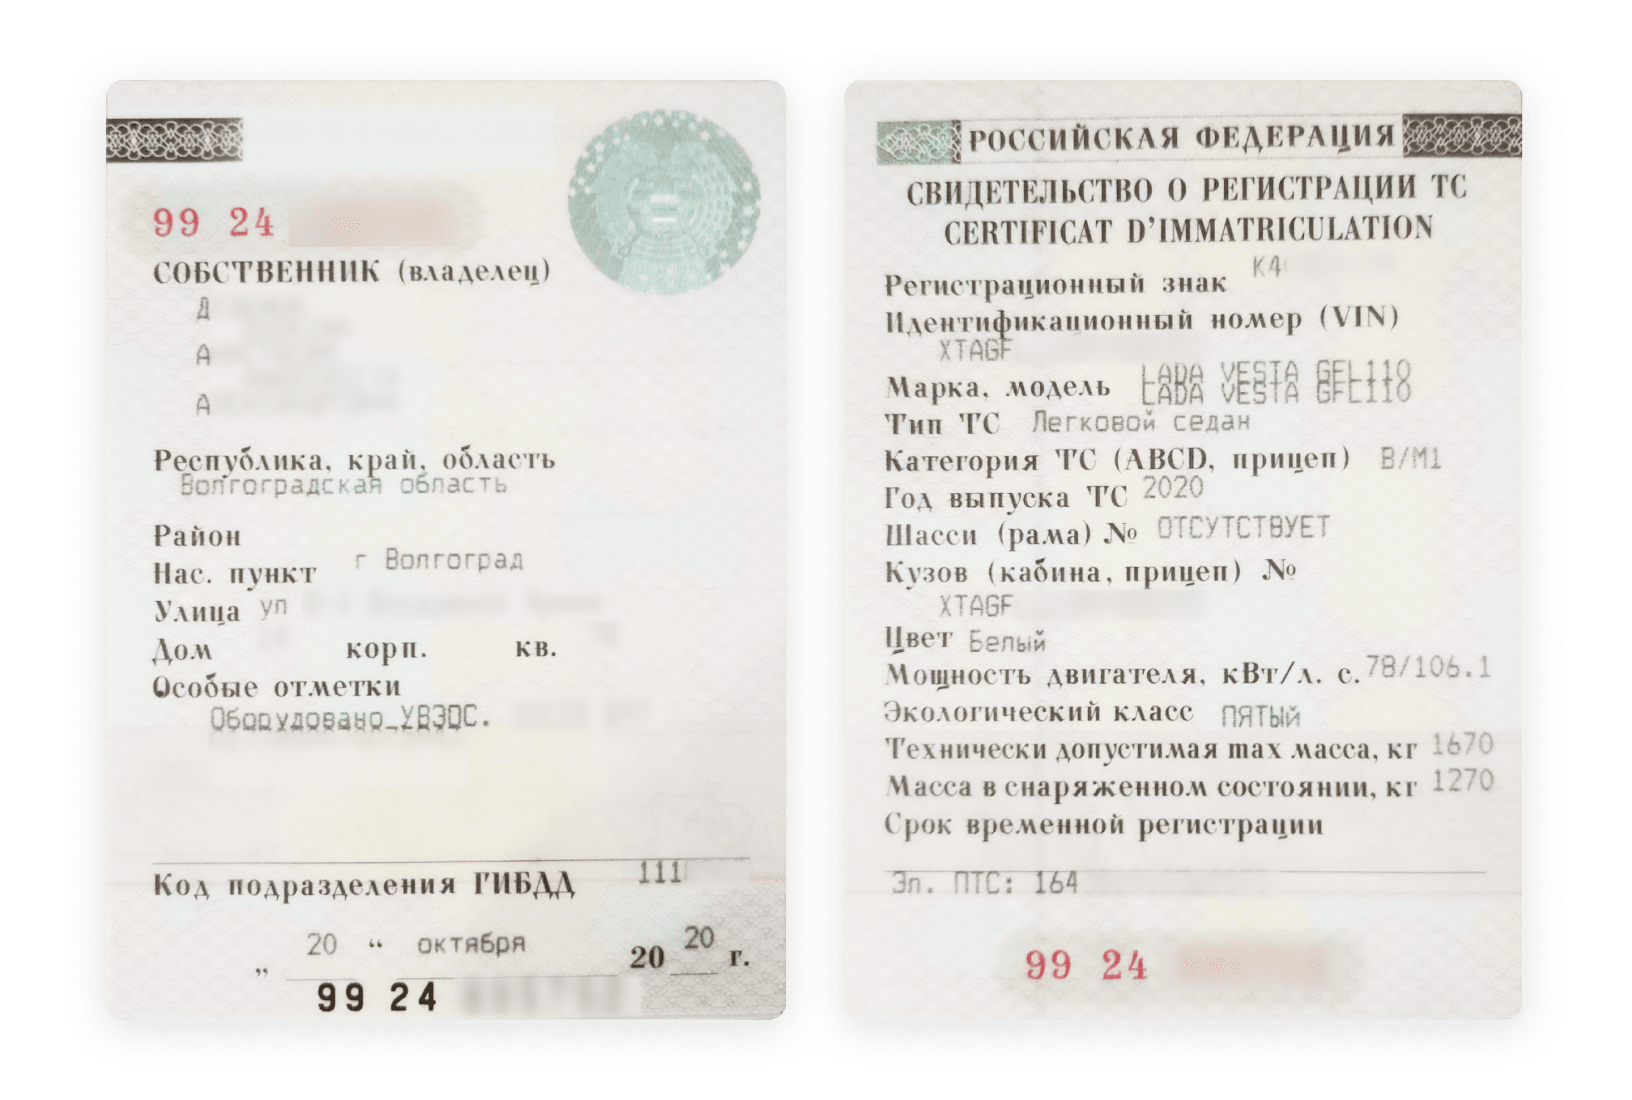 99 24
СОБСТВЕННИК (владелец)
Д
А
А
Республика, край, область
Волгоградская область
Район
Нас. пункт г Волгоград
Улица ул
Дом корп. кв.
Особые отметки
Оборудовано УВЭОС.
Код подразделения ГИБДД 111
„ 20 “ октября 20 20 г.
99 24
РОССИЙСКАЯ ФЕДЕРАЦИЯ
СВИДЕТЕЛЬСТВО О РЕГИСТРАЦИИ ТС
CERTIFICAT D'IMMATRICULATION
Регистрационный знак К4
Идентификационный номер (VIN)
XTAGF
Марка, модель LADA VESTA GFL110
LADA VESTA GFL110
Тип ТС Легковой седан
Категория ТС (ABCD, прицеп) B/M1
Год выпуска ТС 2020
Шасси (рама) № ОТСУТСТВУЕТ
Кузов (кабина, прицеп) №
XTAGF
Цвет Белый
Мощность двигателя, кВт/л. с. 78/106.1
Экологический класс ПЯТЫЙ
Технически допустимая max масса, кг 1670
Масса в снаряженном состоянии, кг 1270
Срок временной регистрации
Эл. ПТС: 164
99 24